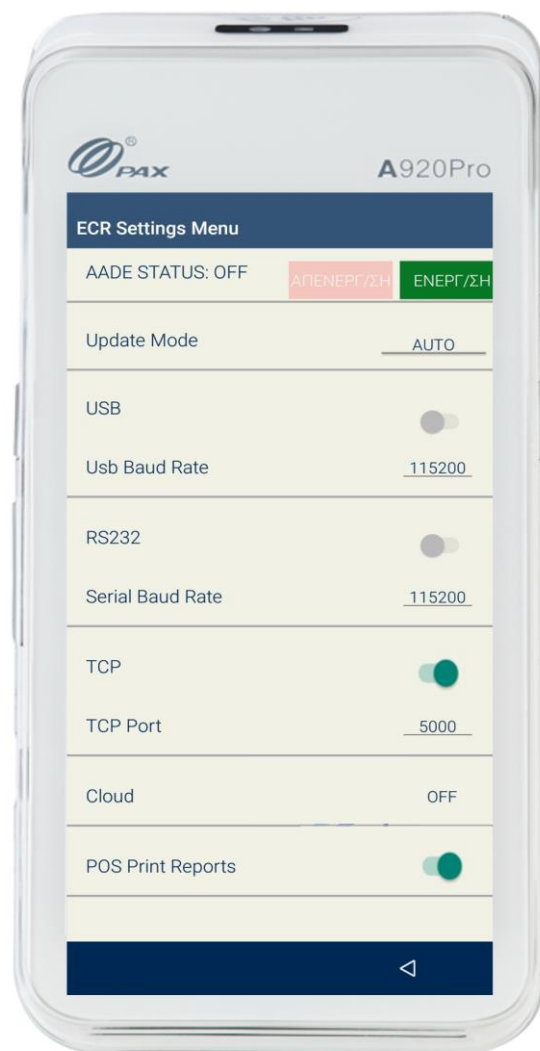 PAX®
A920Pro
ECR Settings Menu
AADE STATUS: OFF ΑΠΕΝΕΡΓ/ΣΗ ΕΝΕΡΓ/ΣΗ
Update Mode AUTO
USB
Usb Baud Rate 115200
RS232
Serial Baud Rate 115200
TCP
TCP Port 5000
Cloud OFF
POS Print Reports